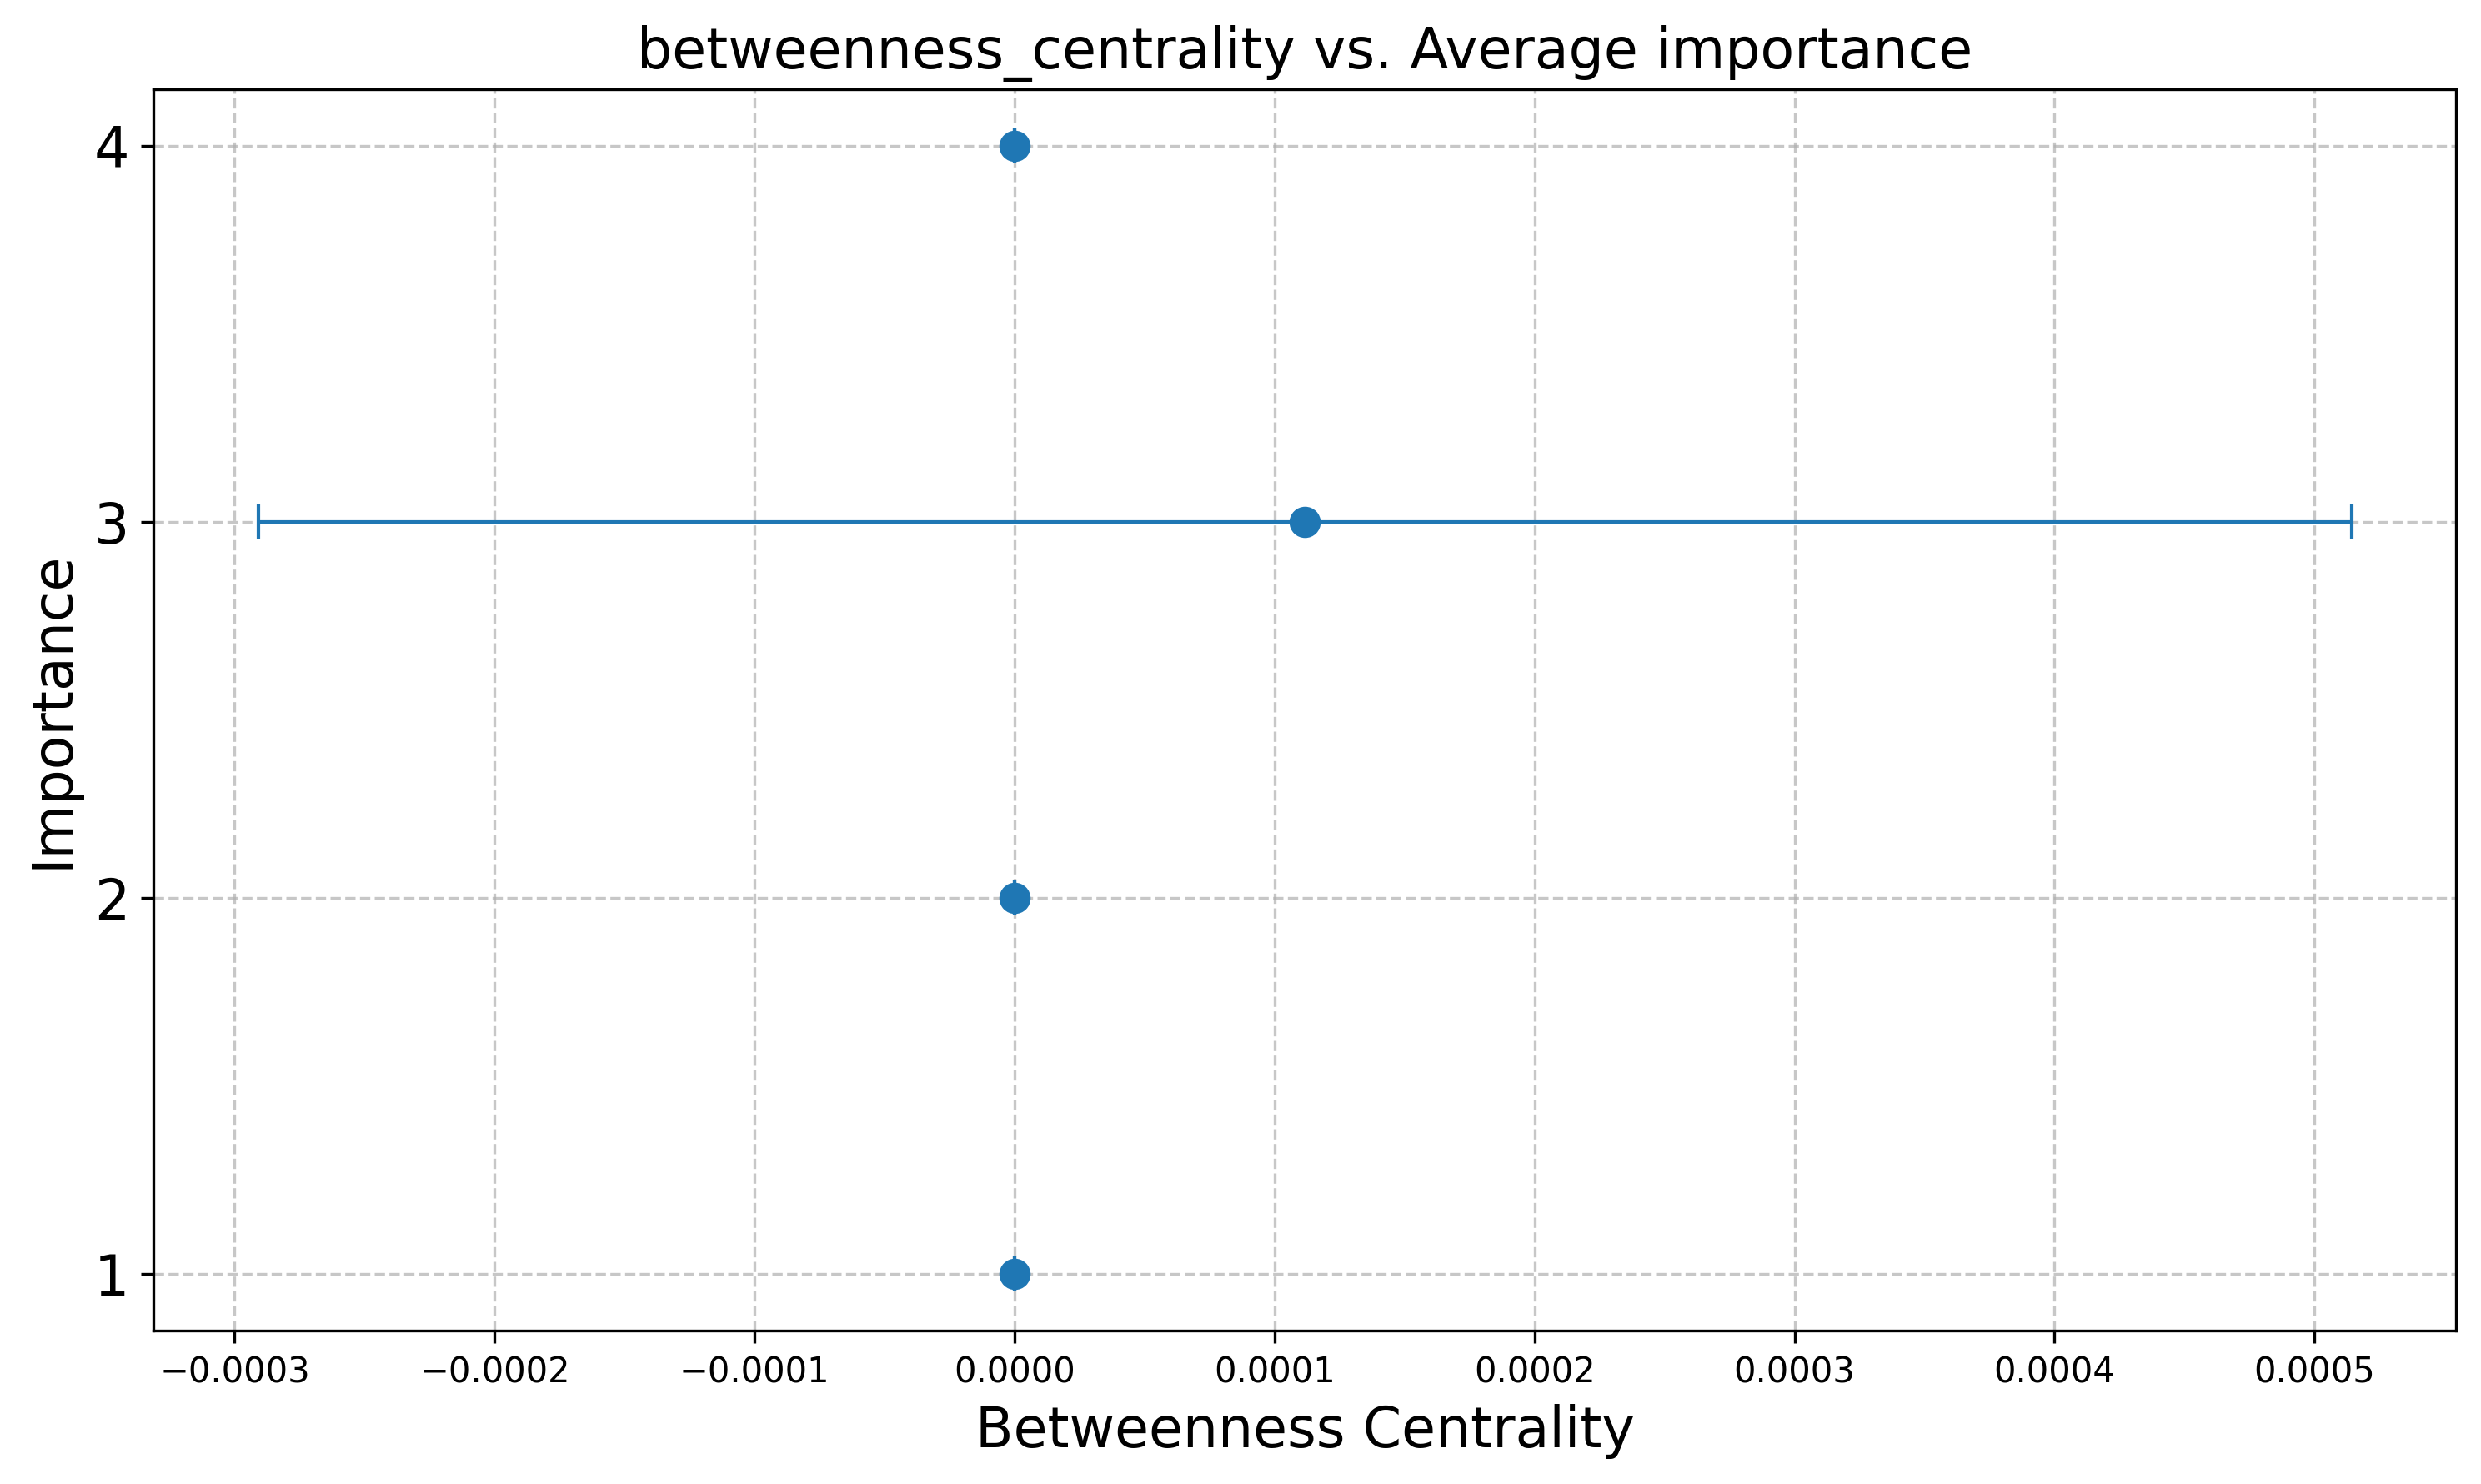 betweenness_centrality vs. Average importance
4
3
2
1
Importance
−0.0003 −0.0002 −0.0001 0.0000 0.0001 0.0002 0.0003 0.0004 0.0005
Betweenness Centrality